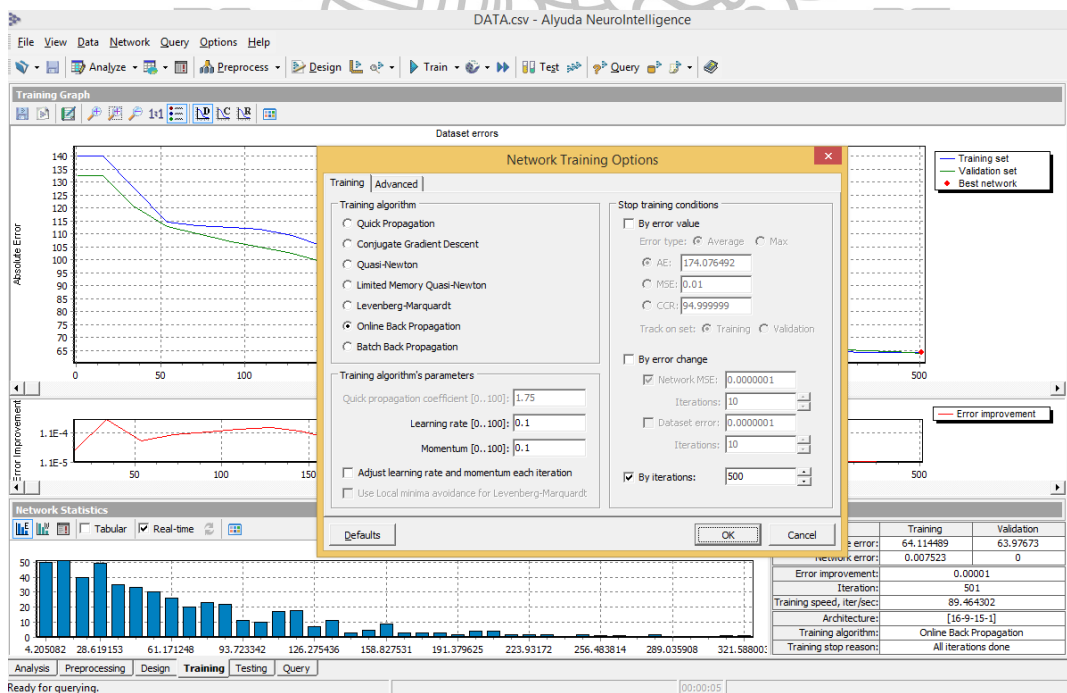 DATA.csv - Alyuda NeuroIntelligence
File View Data Network Query Options Help
Analyze Preprocess Design Train Test Query
Training Graph
1:1 D C E
Dataset errors
Absolute Error
140
135
130
125
120
115
110
105
100
95
90
85
80
75
70
65
0 50 100 500
Training set
Validation set
Best network
Error Improvement
1.1E-4
1.1E-5
50 100 150 500
Error improvement
Network Training Options
Training Advanced
Training algorithm
Quick Propagation
Conjugate Gradient Descent
Quasi-Newton
Limited Memory Quasi-Newton
Levenberg-Marquardt
Online Back Propagation
Batch Back Propagation
Training algorithm's parameters
Quick propagation coefficient [0..100]: 1.75
Learning rate [0..100]: 0.1
Momentum [0..100]: 0.1
Adjust learning rate and momentum each iteration
Use Local minima avoidance for Levenberg-Marquardt
Stop training conditions
By error value
Error type: Average Max
AE: 174.076492
MSE: 0.01
CCR: 94.999999
Track on set: Training Validation
By error change
Network MSE: 0.0000001
Iterations: 10
Dataset error: 0.0000001
Iterations: 10
By iterations: 500
Defaults OK Cancel
Network Statistics
Tabular Real-time
50
40
30
20
10
0
4.205082 28.619153 61.171248 93.723342 126.275436 158.827531 191.379625 223.93172 256.483814 289.035908 321.588003
Training Validation
error: 64.114489 63.97673
Network error: 0.007523 0
Error improvement: 0.00001
Iteration: 501
Training speed, iter/sec: 89.464302
Architecture: [16-9-15-1]
Training algorithm: Online Back Propagation
Training stop reason: All iterations done
Analysis Preprocessing Design Training Testing Query
Ready for querying. 00:00:05